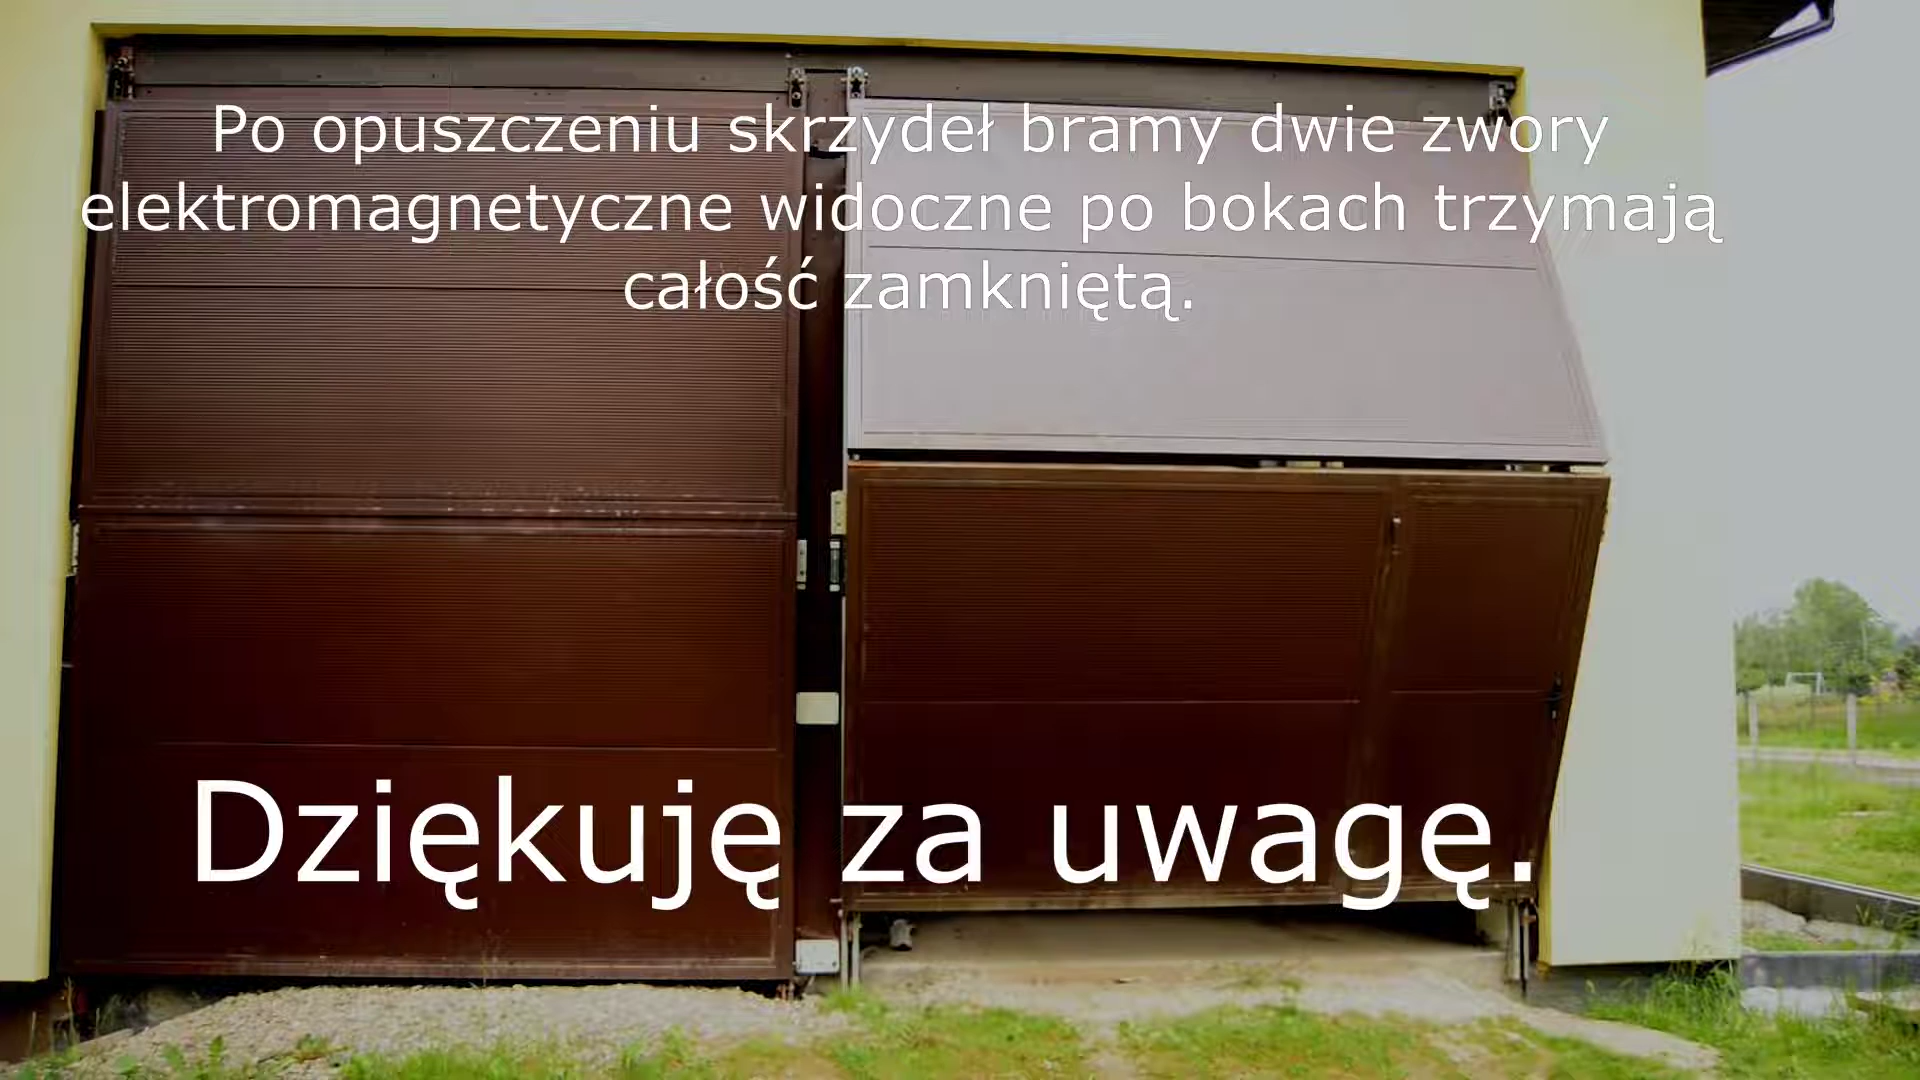 Po opuszczeniu skrzydeł bramy dwie zwory
elektromagnetyczne widoczne po bokach trzymają
całość zamkniętą.
Dziękuję za uwagę.